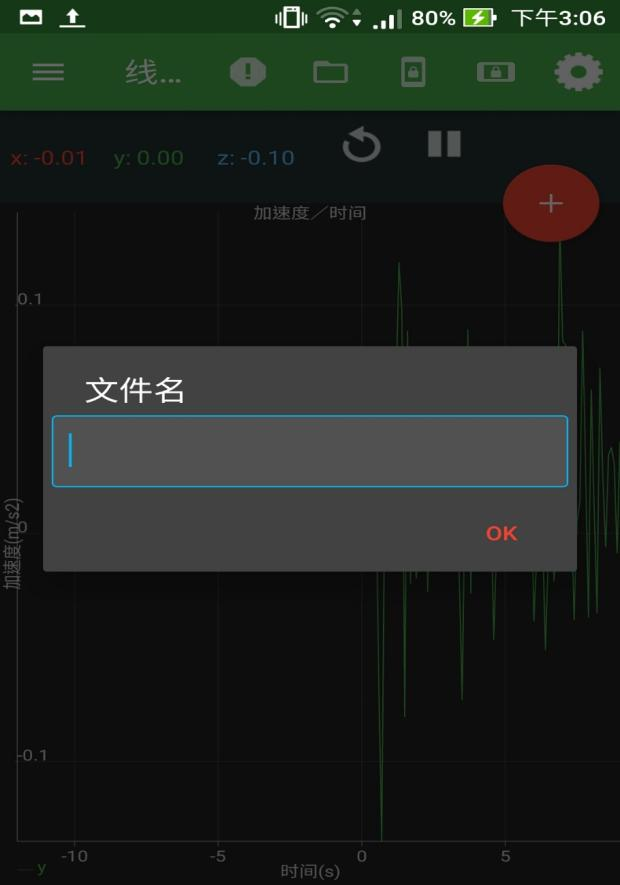 80% 下午3:06
线...
x: -0.01 y: 0.00 z: -0.10
加速度／时间
+
0.1
文件名
OK
加速度(m/s2)
0
-0.1
-10 -5 0 5
时间(s)
y